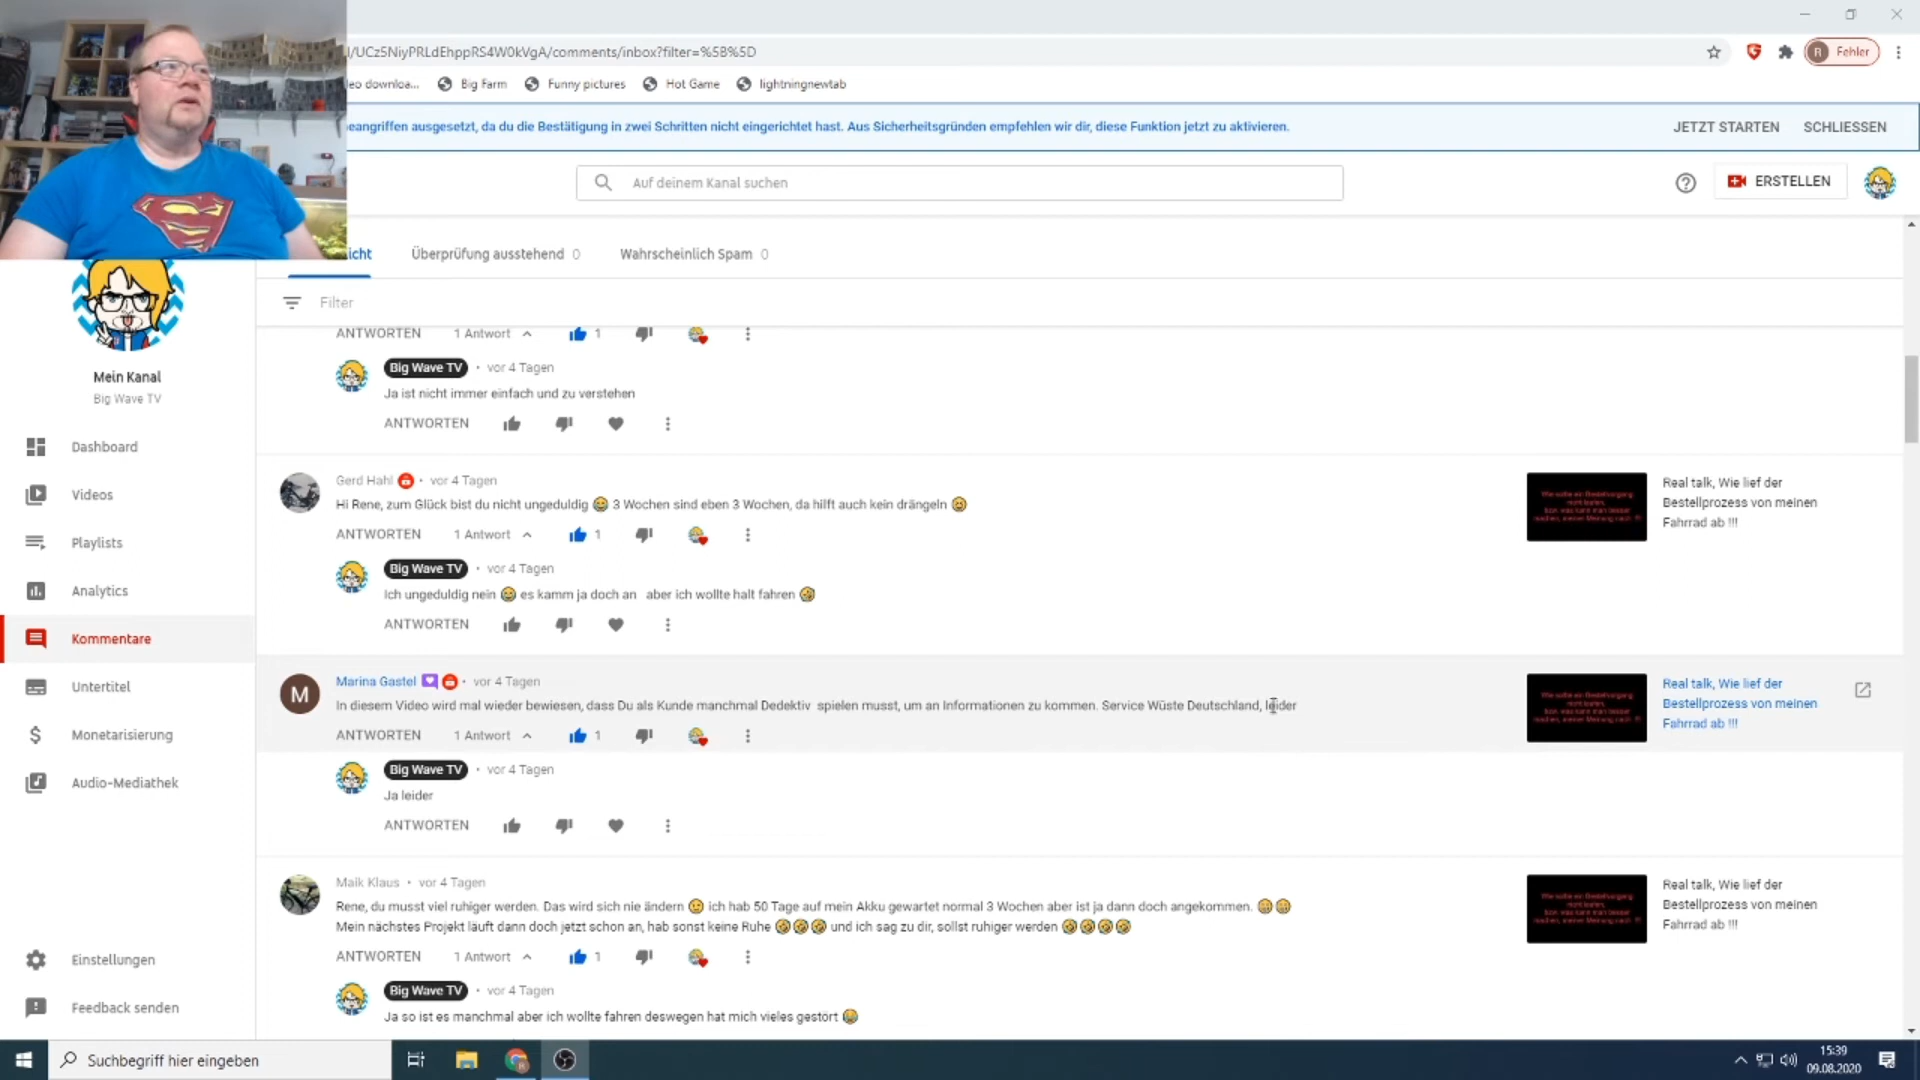 /UCz5NiyPRLdEhppRS4W0kVgA/comments/inbox?filter=%5B%5D
R Fehler
eo downloa...
Big Farm
Funny pictures
Hot Game
lightningnewtab
eangriffen ausgesetzt, da du die Bestätigung in zwei Schritten nicht eingerichtet hast. Aus Sicherheitsgründen empfehlen wir dir, diese Funktion jetzt zu aktivieren.
JETZT STARTEN
SCHLIESSEN
Auf deinem Kanal suchen
ERSTELLEN
icht
Überprüfung ausstehend 0
Wahrscheinlich Spam 0
Filter
Mein Kanal
Big Wave TV
Dashboard
Videos
Playlists
Analytics
Kommentare
Untertitel
Monetarisierung
Audio-Mediathek
Einstellungen
Feedback senden
ANTWORTEN 1 Antwort 1
Big Wave TV • vor 4 Tagen
Ja ist nicht immer einfach und zu verstehen
ANTWORTEN
Gerd Hahl • vor 4 Tagen
Hi Rene, zum Glück bist du nicht ungeduldig 😂 3 Wochen sind eben 3 Wochen, da hilft auch kein drängeln 😄
ANTWORTEN 1 Antwort 1
Real talk, Wie lief der
Bestellprozess von meinen
Fahrrad ab !!!
Big Wave TV • vor 4 Tagen
Ich ungeduldig nein 😂 es kamm ja doch an aber ich wollte halt fahren 🤣
ANTWORTEN
M
Marina Gastel • vor 4 Tagen
In diesem Video wird mal wieder bewiesen, dass Du als Kunde manchmal Dedektiv spielen musst, um an Informationen zu kommen. Service Wüste Deutschland, leider
ANTWORTEN 1 Antwort 1
Real talk, Wie lief der
Bestellprozess von meinen
Fahrrad ab !!!
Big Wave TV • vor 4 Tagen
Ja leider
ANTWORTEN
Maik Klaus • vor 4 Tagen
Rene, du musst viel ruhiger werden. Das wird sich nie ändern 😉 ich hab 50 Tage auf mein Akku gewartet normal 3 Wochen aber ist ja dann doch angekommen. 😁😁
Mein nächstes Projekt läuft dann doch jetzt schon an, hab sonst keine Ruhe 🤣🤣🤣 und ich sag zu dir, sollst ruhiger werden 🤣🤣🤣🤣
ANTWORTEN 1 Antwort 1
Real talk, Wie lief der
Bestellprozess von meinen
Fahrrad ab !!!
Big Wave TV • vor 4 Tagen
Ja so ist es manchmal aber ich wollte fahren deswegen hat mich vieles gestört 😂
Suchbegriff hier eingeben
15:39
09.08.2020